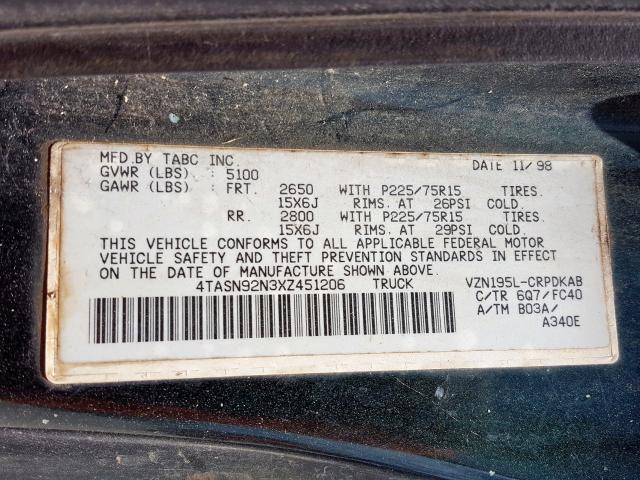 MFD.BY TABC INC. DATE 11/98
GVWR (LBS) : 5100
GAWR (LBS) : FRT. 2650 WITH P225/75R15 TIRES.
15X6J RIMS. AT 26PSI COLD.
RR. 2800 WITH P225/75R15 TIRES.
15X6J RIMS. AT 29PSI COLD.
THIS VEHICLE CONFORMS TO ALL APPLICABLE FEDERAL MOTOR
VEHICLE SAFETY AND THEFT PREVENTION STANDARDS IN EFFECT
ON THE DATE OF MANUFACTURE SHOWN ABOVE.
4TASN92N3XZ451206 TRUCK VZN195L-CRPDKAB
C/TR 6Q7/FC40
A/TM B03A/
A340E